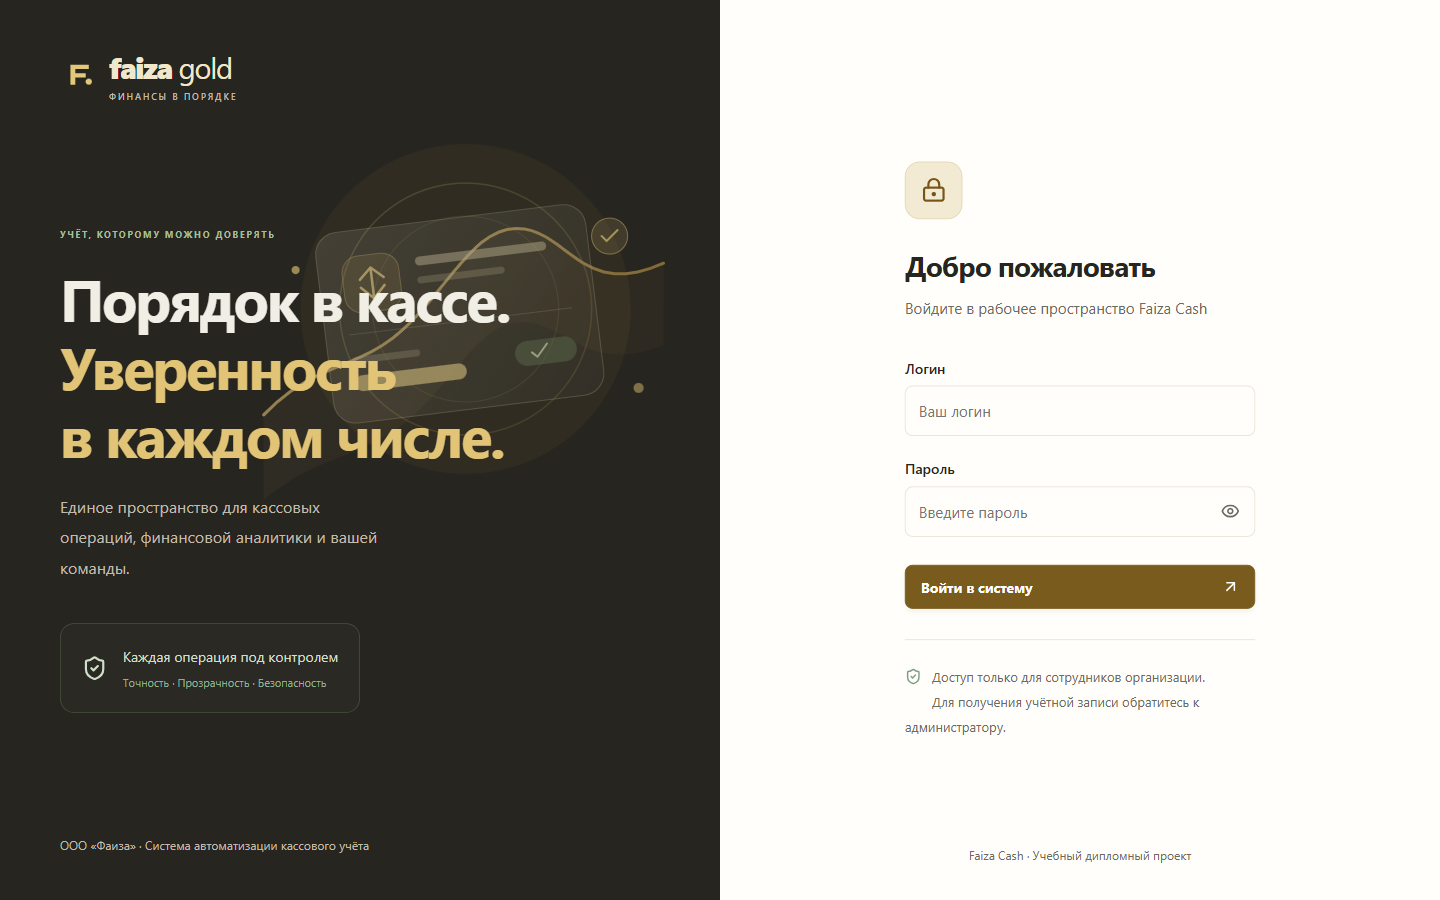 F.
faiza gold
ФИНАНСЫ В ПОРЯДКЕ
УЧЁТ, КОТОРОМУ МОЖНО ДОВЕРЯТЬ
Порядок в кассе.
Уверенность
в каждом числе.
Единое пространство для кассовых
операций, финансовой аналитики и вашей
команды.
Каждая операция под контролем
Точность · Прозрачность · Безопасность
ООО «Фаиза» · Система автоматизации кассового учёта
Добро пожаловать
Войдите в рабочее пространство Faiza Cash
Логин
Ваш логин
Пароль
Введите пароль
Войти в систему
Доступ только для сотрудников организации.
Для получения учётной записи обратитесь к
администратору.
Faiza Cash · Учебный дипломный проект